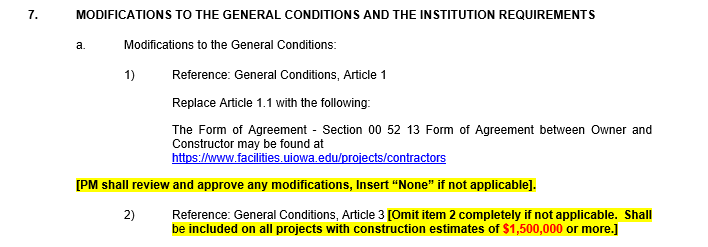 7. MODIFICATIONS TO THE GENERAL CONDITIONS AND THE INSTITUTION REQUIREMENTS
a. Modifications to the General Conditions:
1) Reference: General Conditions, Article 1
Replace Article 1.1 with the following:
The Form of Agreement - Section 00 52 13 Form of Agreement between Owner and
Constructor may be found at
https://www.facilities.uiowa.edu/projects/contractors
[PM shall review and approve any modifications, Insert “None” if not applicable].
2) Reference: General Conditions, Article 3 [Omit item 2 completely if not applicable. Shall
be included on all projects with construction estimates of $1,500,000 or more.]